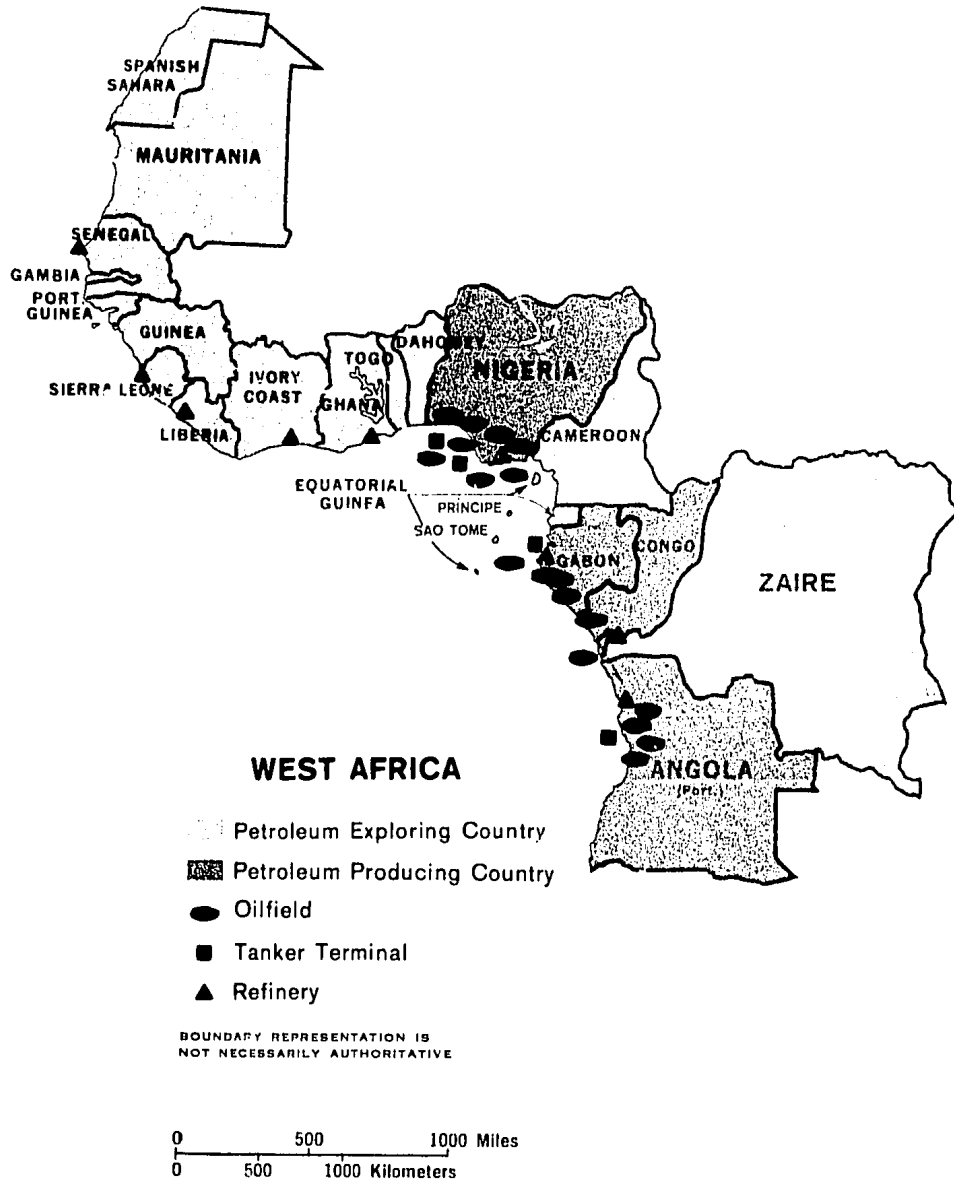 SPANISH
SAHARA
MAURITANIA
SENEGAL
GAMBIA
PORT.
GUINEA
GUINEA
SIERRA LEONE
LIBERIA
IVORY
COAST
GHANA
TOGO
DAHOMEY
NIGERIA
CAMEROON
EQUATORIAL
GUINEA
PRINCIPE
SAO TOME
GABON
CONGO
ZAIRE
ANGOLA
(Port.)
WEST AFRICA
Petroleum Exploring Country
Petroleum Producing Country
Oilfield
Tanker Terminal
Refinery
BOUNDARY REPRESENTATION IS
NOT NECESSARILY AUTHORITATIVE
0 500 1000 Miles
0 500 1000 Kilometers